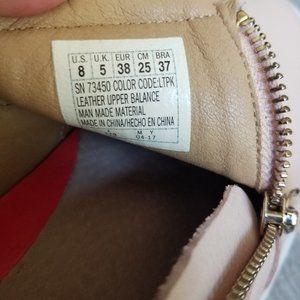 U.S. U.K. EUR CM BRA
8 5 38 25 37
SN 73450 COLOR CODE:LTPK
LEATHER UPPER BALANCE
MAN MADE MATERIAL
MADE IN CHINA/HECHO EN CHINA
M Y
04-17